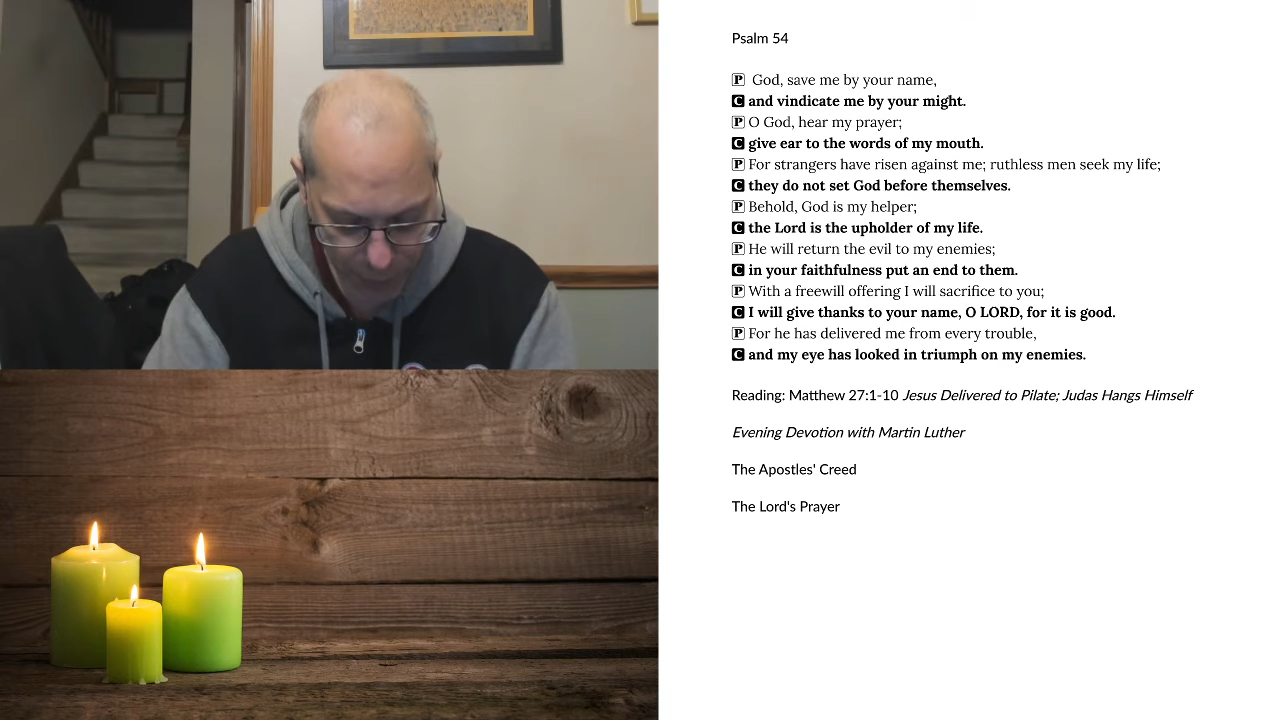 Psalm 54
P God, save me by your name,
C and vindicate me by your might.
P O God, hear my prayer;
C give ear to the words of my mouth.
P For strangers have risen against me; ruthless men seek my life;
C they do not set God before themselves.
P Behold, God is my helper;
C the Lord is the upholder of my life.
P He will return the evil to my enemies;
C in your faithfulness put an end to them.
P With a freewill offering I will sacrifice to you;
C I will give thanks to your name, O LORD, for it is good.
P For he has delivered me from every trouble,
C and my eye has looked in triumph on my enemies.
Reading: Matthew 27:1-10 Jesus Delivered to Pilate; Judas Hangs Himself
Evening Devotion with Martin Luther
The Apostles' Creed
The Lord's Prayer